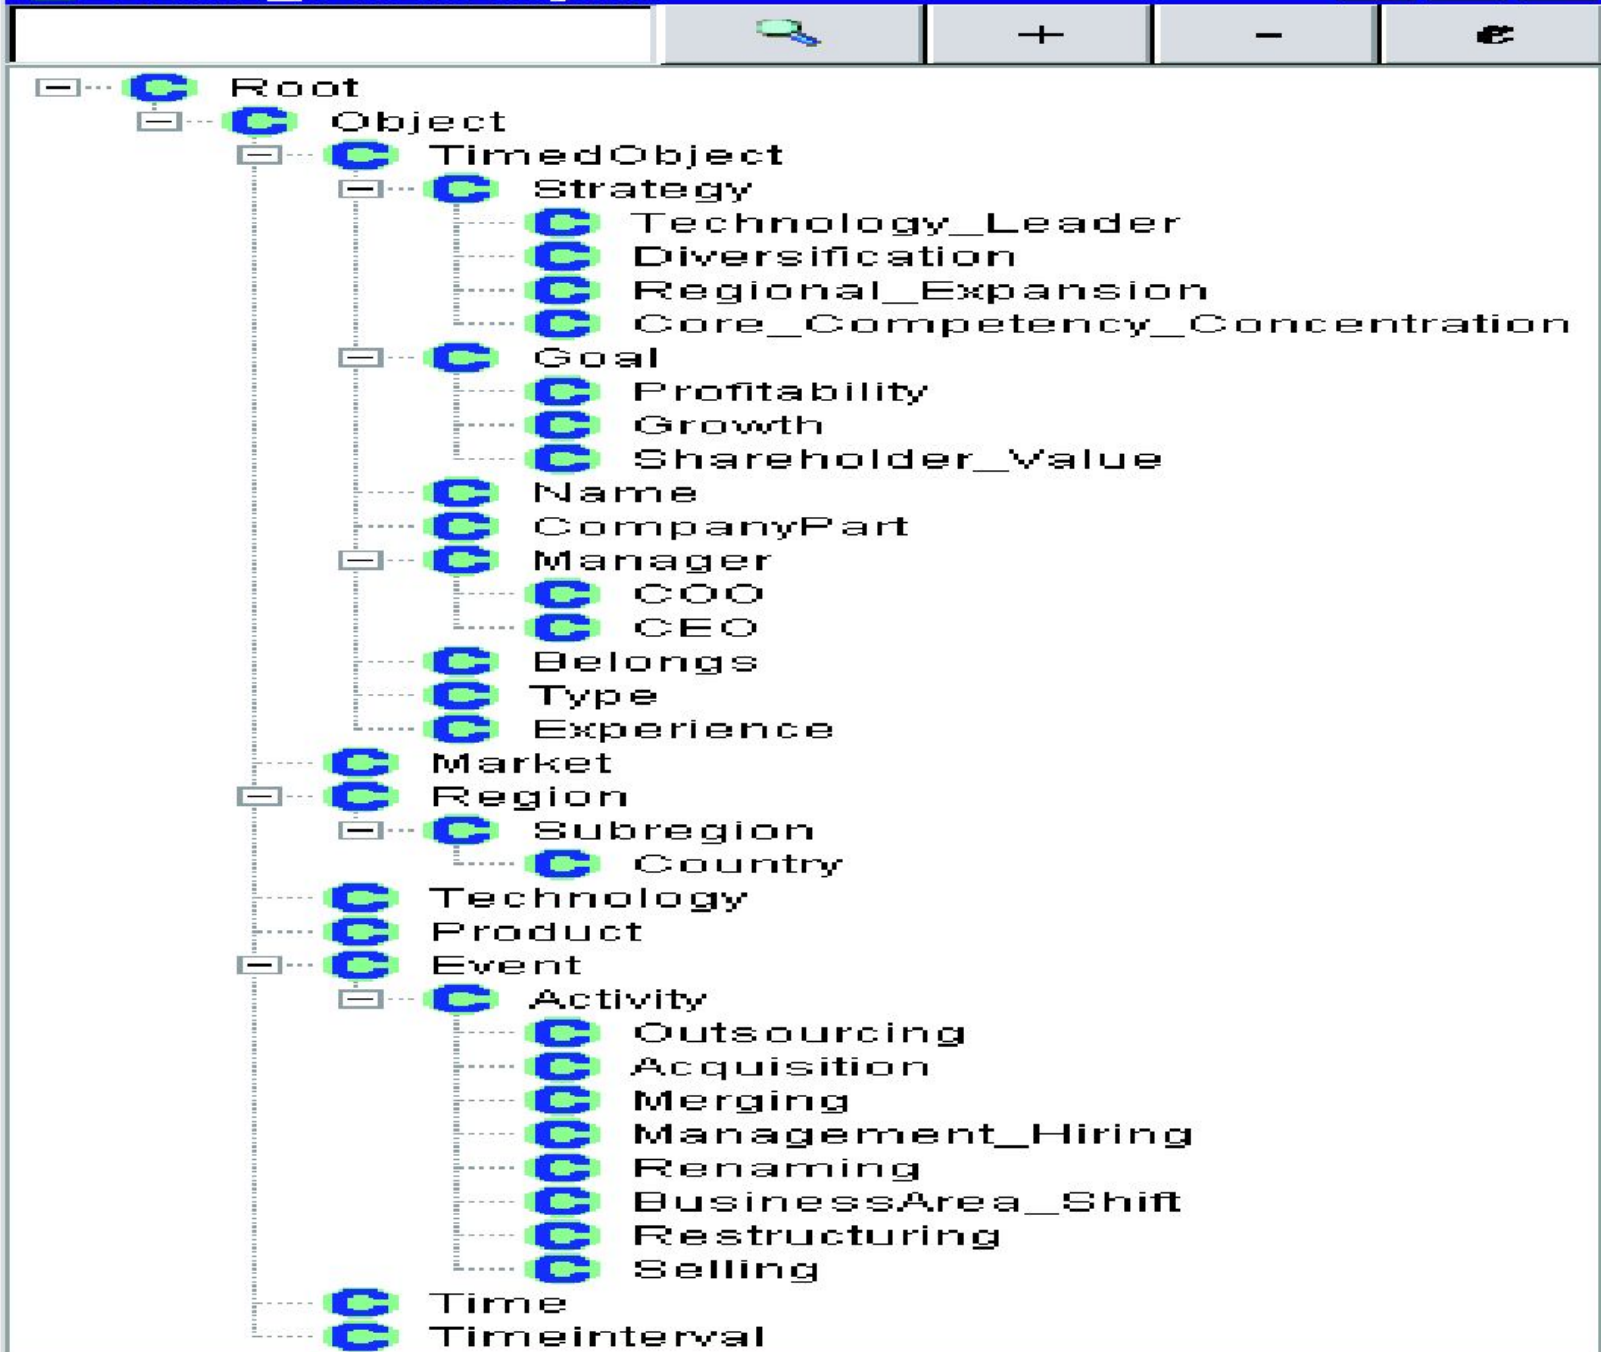 + - e
Root
Object
TimedObject
Strategy
Technology_Leader
Diversification
Regional_Expansion
Core_Competency_Concentration
Goal
Profitability
Growth
Shareholder_Value
Name
CompanyPart
Manager
COO
CEO
Belongs
Type
Experience
Market
Region
Subregion
Country
Technology
Product
Event
Activity
Outsourcing
Acquisition
Merging
Management_Hiring
Renaming
BusinessArea_Shift
Restructuring
Selling
Time
Timeinterval